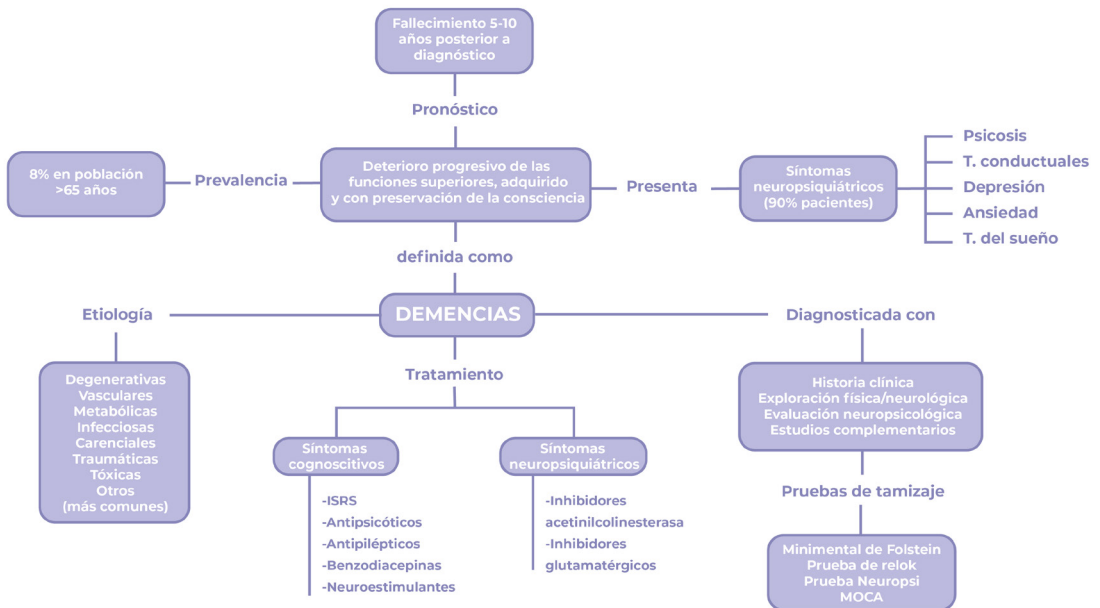 Fallecimiento 5-10
años posterior a
diagnóstico
Pronóstico
8% en población
>65 años
Prevalencia
Deterioro progresivo de las
funciones superiores, adquirido
y con preservación de la consciencia
Presenta
Síntomas
neuropsiquiátricos
(90% pacientes)
Psicosis
T. conductuales
Depresión
Ansiedad
T. del sueño
definida como
DEMENCIAS
Etiología
Degenerativas
Vasculares
Metabólicas
Infecciosas
Carenciales
Traumáticas
Tóxicas
Otros
(más comunes)
Tratamiento
Síntomas
cognoscitivos
-ISRS
-Antipsicóticos
-Antipilépticos
-Benzodiacepinas
-Neuroestimulantes
Síntomas
neuropsiquiátricos
-Inhibidores
acetinilcolinesterasa
-Inhibidores
glutamatérgicos
Diagnosticada con
Historia clínica
Exploración física/neurológica
Evaluación neuropsicológica
Estudios complementarios
Pruebas de tamizaje
Minimental de Folstein
Prueba de relok
Prueba Neuropsi
MOCA